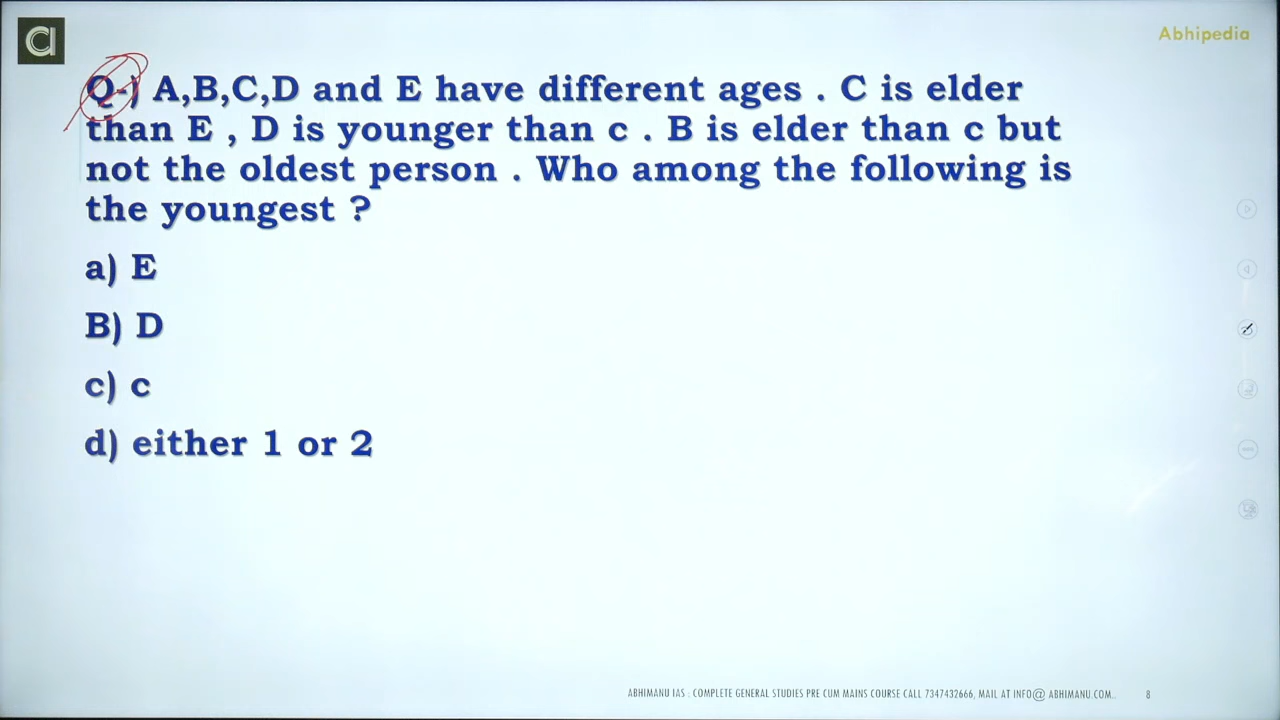 Abhipedia
Q-) A,B,C,D and E have different ages . C is elder
than E , D is younger than c . B is elder than c but
not the oldest person . Who among the following is
the youngest ?
a) E
B) D
c) c
d) either 1 or 2
ABHIMANU IAS : COMPLETE GENERAL STUDIES PRE CUM MAINS COURSE CALL 7347432666, MAIL AT INFO@ ABHIMANU.COM..
8